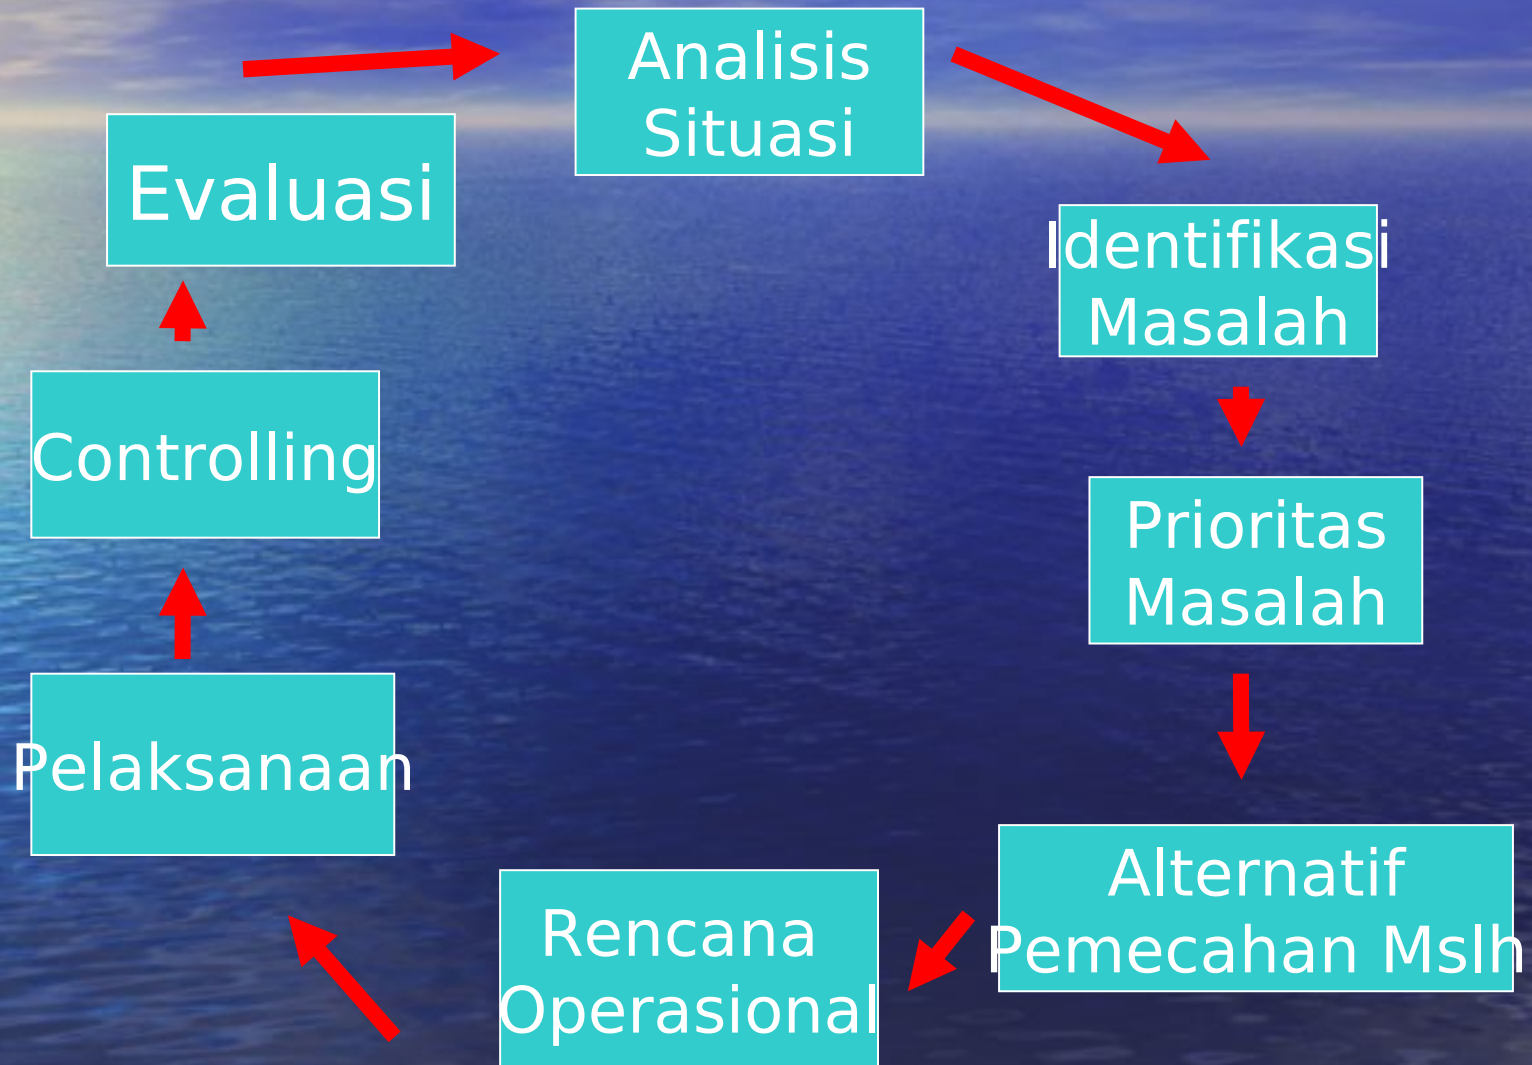 Analisis
Situasi
Evaluasi
Identifikasi
Masalah
Controlling
Prioritas
Masalah
Pelaksanaan
Alternatif
Pemecahan Mslh
Rencana
Operasional